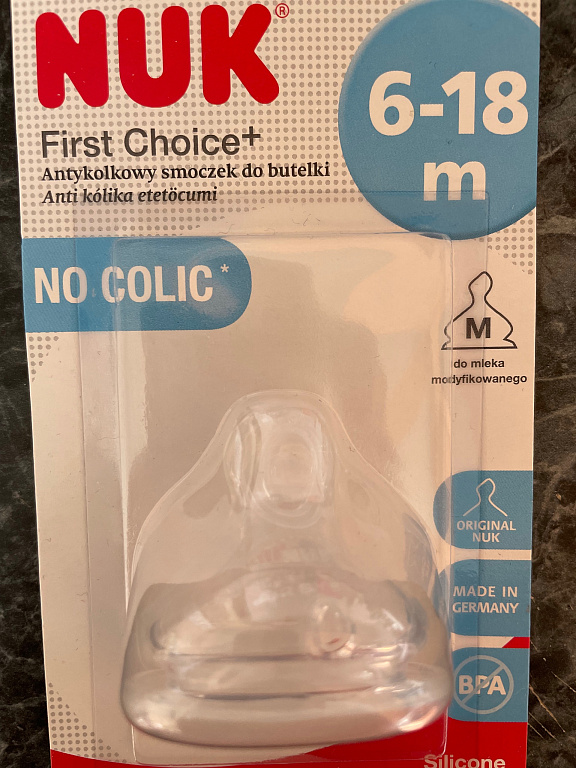 NUK®
First Choice+
Antykolkowy smoczek do butelki
Anti kólika etetöcumi
6-18
m
NO COLIC*
M
do mleka
modyfikowanego
ORIGINAL
NUK
MADE IN
GERMANY
BPA
Silicone